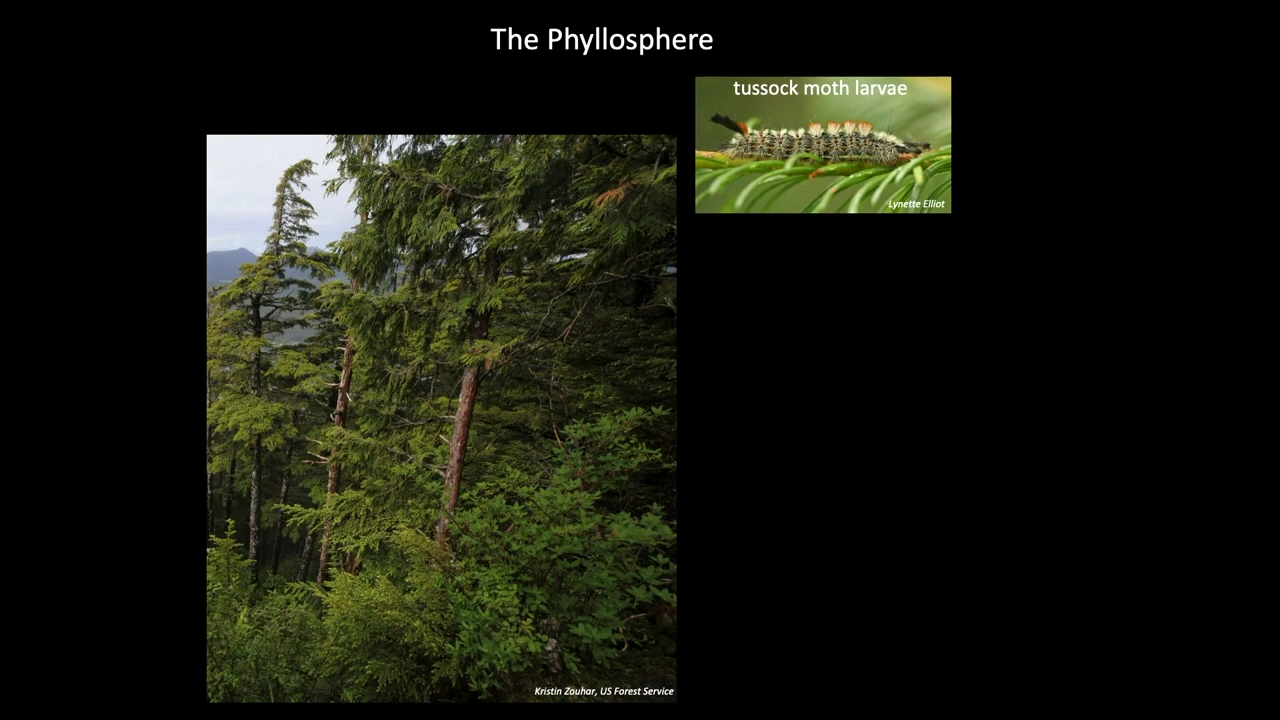 The Phyllosphere
tussock moth larvae
Lynette Elliot
Kristin Zouhar, US Forest Service